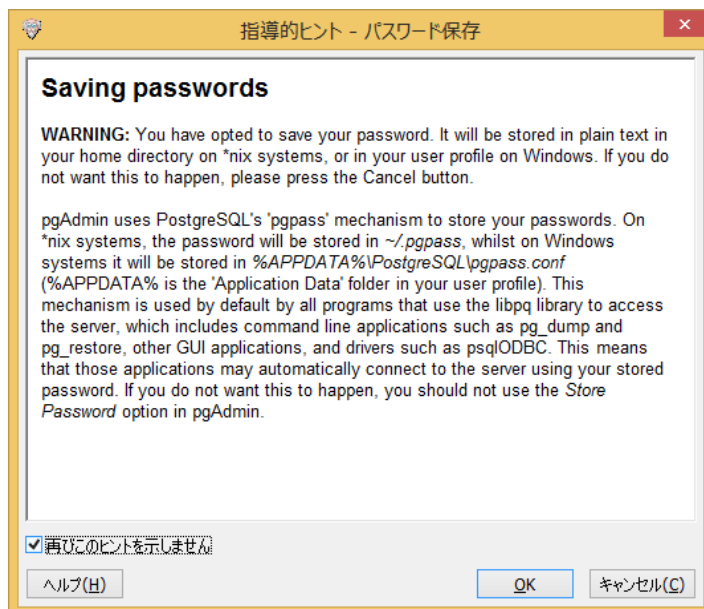 指導的ヒント - パスワード保存
Saving passwords
WARNING: You have opted to save your password. It will be stored in plain text in
your home directory on *nix systems, or in your user profile on Windows. If you do
not want this to happen, please press the Cancel button.
pgAdmin uses PostgreSQL's 'pgpass' mechanism to store your passwords. On
*nix systems, the password will be stored in ~/.pgpass, whilst on Windows
systems it will be stored in %APPDATA%\PostgreSQL\pgpass.conf
(%APPDATA% is the 'Application Data' folder in your user profile). This
mechanism is used by default by all programs that use the libpq library to access
the server, which includes command line applications such as pg_dump and
pg_restore, other GUI applications, and drivers such as psqlODBC. This means
that those applications may automatically connect to the server using your stored
password. If you do not want this to happen, you should not use the Store
Password option in pgAdmin.
再びこのヒントを示しません
ヘルプ(H) OK キャンセル(C)